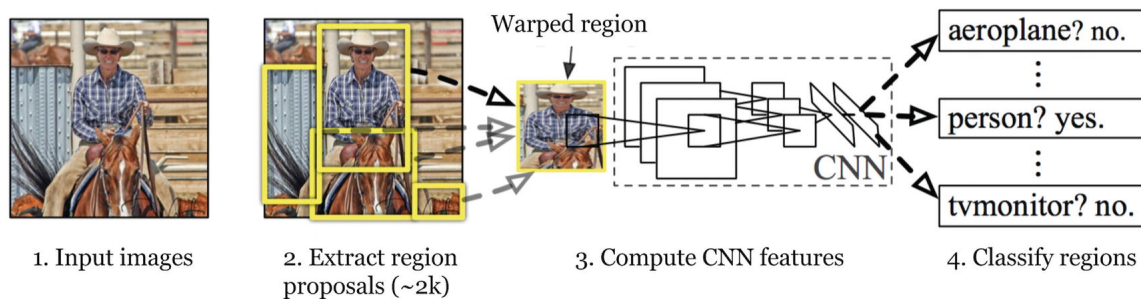 Warped region
aeroplane? no.
person? yes.
tvmonitor? no.
CNN
1. Input images
2. Extract region
proposals (~2k)
3. Compute CNN features
4. Classify regions